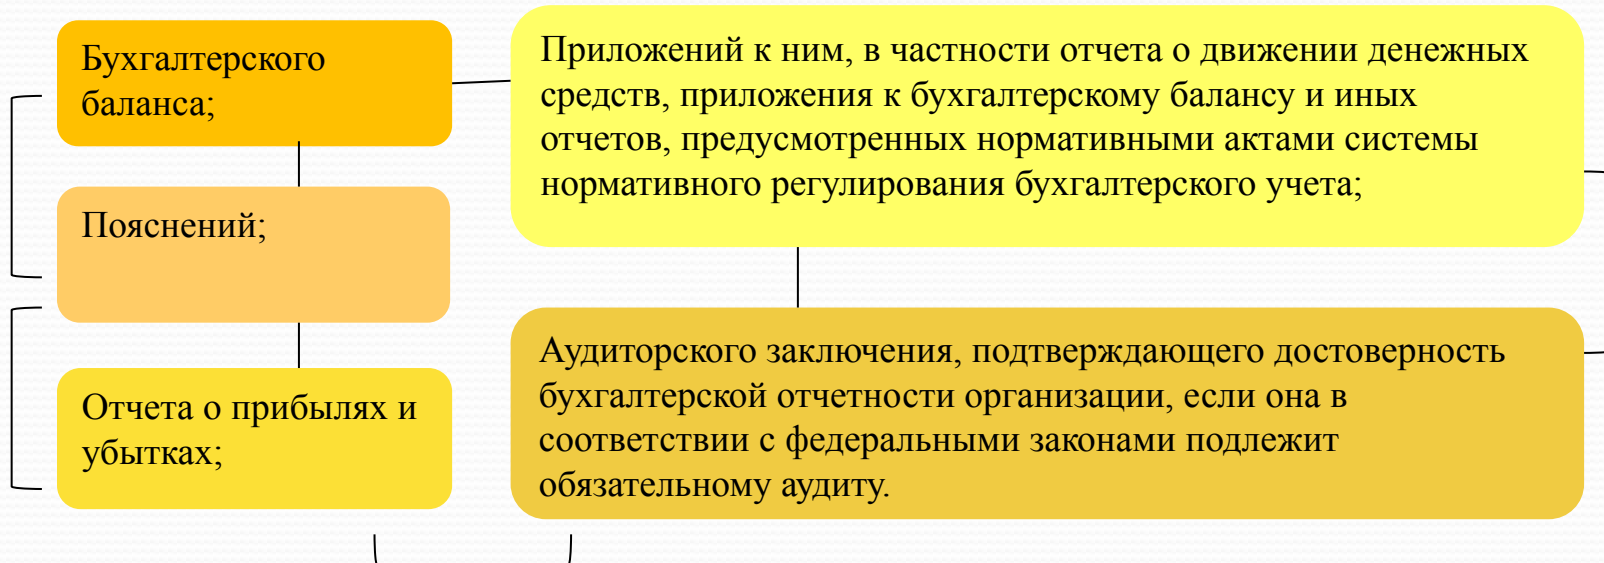 Бухгалтерского
баланса;
Пояснений;
Отчета о прибылях и
убытках;
Приложений к ним, в частности отчета о движении денежных
средств, приложения к бухгалтерскому балансу и иных
отчетов, предусмотренных нормативными актами системы
нормативного регулирования бухгалтерского учета;
Аудиторского заключения, подтверждающего достоверность
бухгалтерской отчетности организации, если она в
соответствии с федеральными законами подлежит
обязательному аудиту.